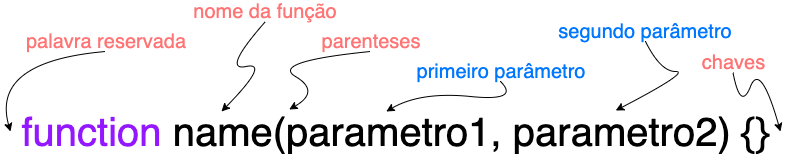 nome da função
palavra reservada
parenteses
segundo parâmetro
primeiro parâmetro
chaves
function name(parametro1, parametro2) {}